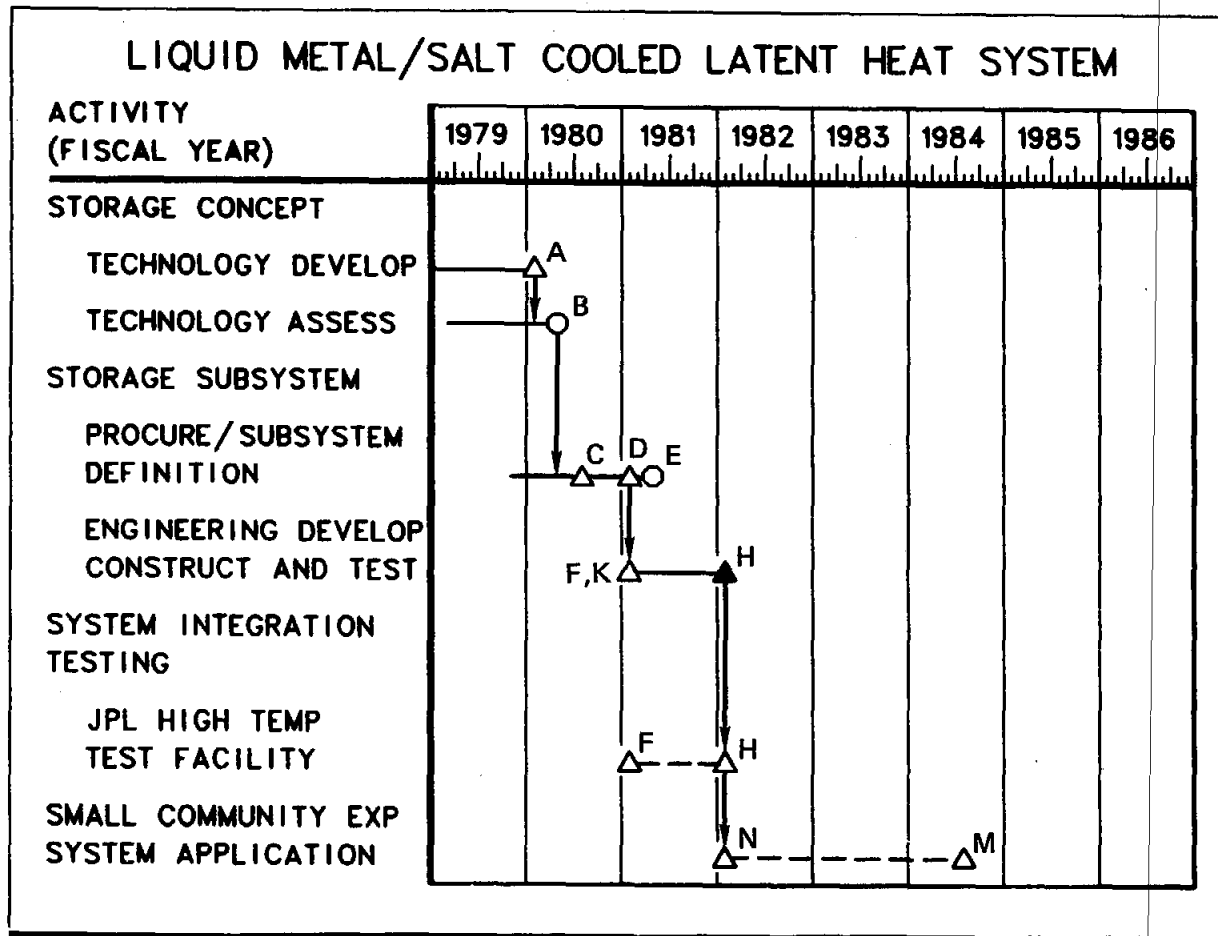 LIQUID METAL/SALT COOLED LATENT HEAT SYSTEM
ACTIVITY
(FISCAL YEAR)
1979 1980 1981 1982 1983 1984 1985 1986
STORAGE CONCEPT
TECHNOLOGY DEVELOP
A
TECHNOLOGY ASSESS
B
STORAGE SUBSYSTEM
PROCURE/SUBSYSTEM
DEFINITION
C D E
ENGINEERING DEVELOP
CONSTRUCT AND TEST
F,K H
SYSTEM INTEGRATION
TESTING
JPL HIGH TEMP
TEST FACILITY
F H
SMALL COMMUNITY EXP
SYSTEM APPLICATION
N M